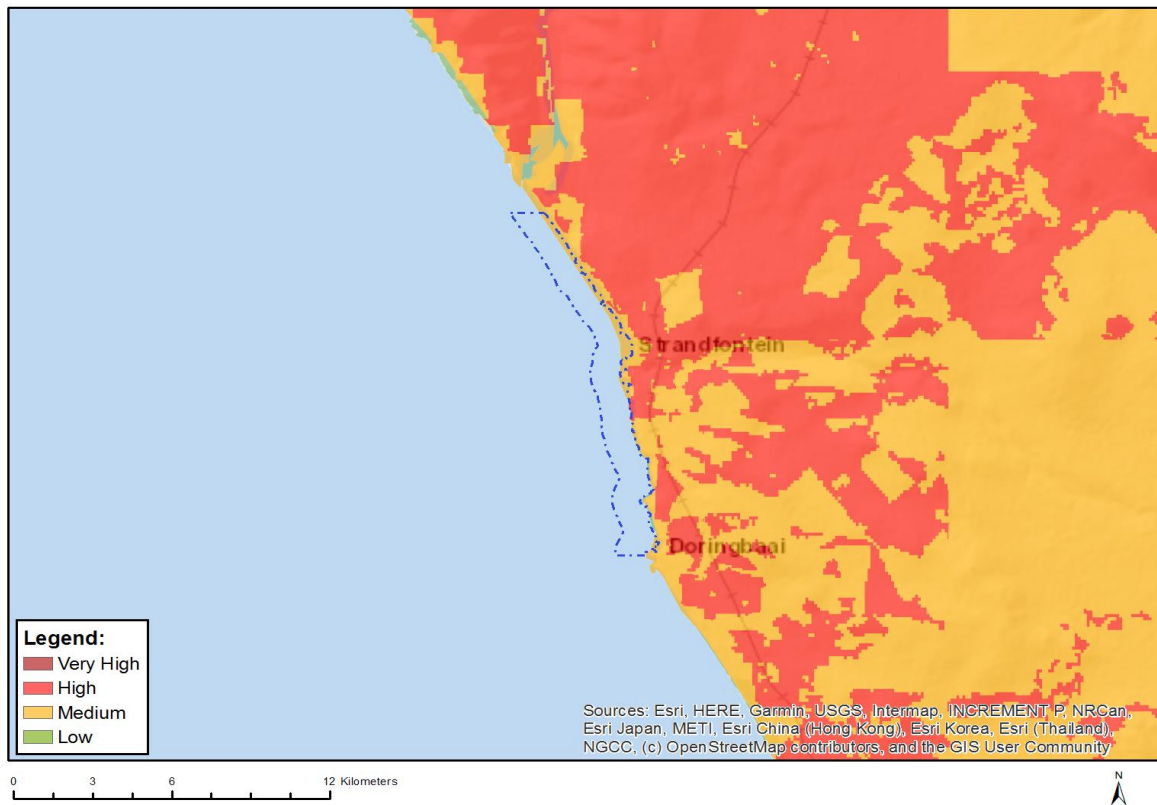 Strandfontein
Doringbaai
Legend:
Very High
High
Medium
Low
Sources: Esri, HERE, Garmin, USGS, Intermap, INCREMENT P, NRCan,
Esri Japan, METI, Esri China (Hong Kong), Esri Korea, Esri (Thailand),
NGCC, (c) OpenStreetMap contributors, and the GIS User Community
0 3 6 12 Kilometers
N